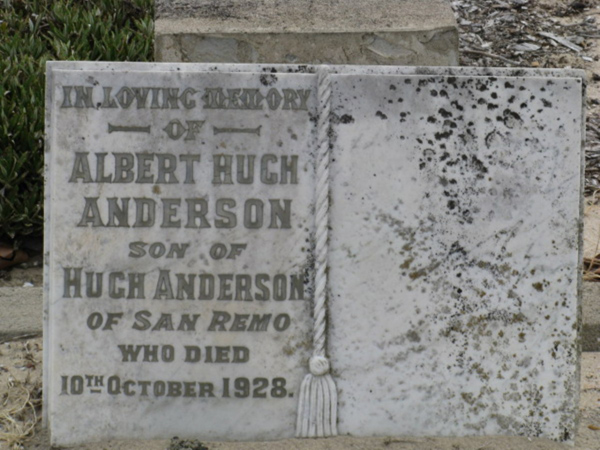 IN LOVING MEMORY
OF
ALBERT HUGH
ANDERSON
SON OF
HUGH ANDERSON
OF SAN REMO
WHO DIED
10TH OCTOBER 1928.